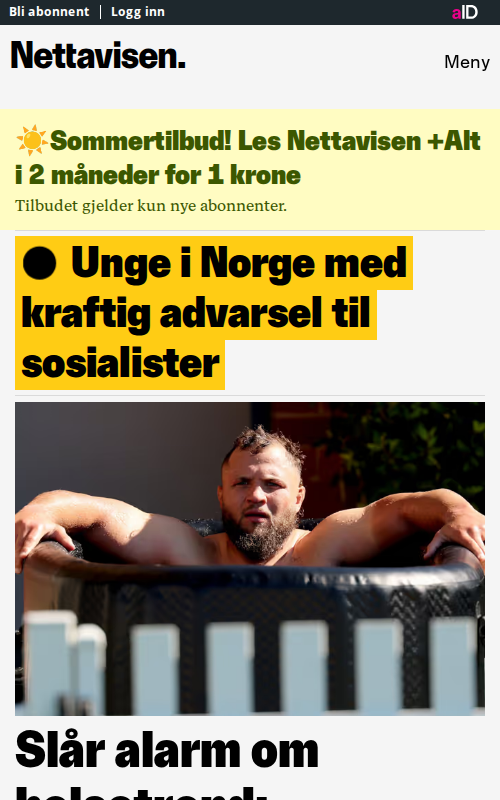 Bli abonnent | Logg inn
aID
Nettavisen.
Meny
☀️Sommertilbud! Les Nettavisen +Alt
i 2 måneder for 1 krone
Tilbudet gjelder kun nye abonnenter.
● Unge i Norge med
kraftig advarsel til
sosialister
Slår alarm om
helsetrend: